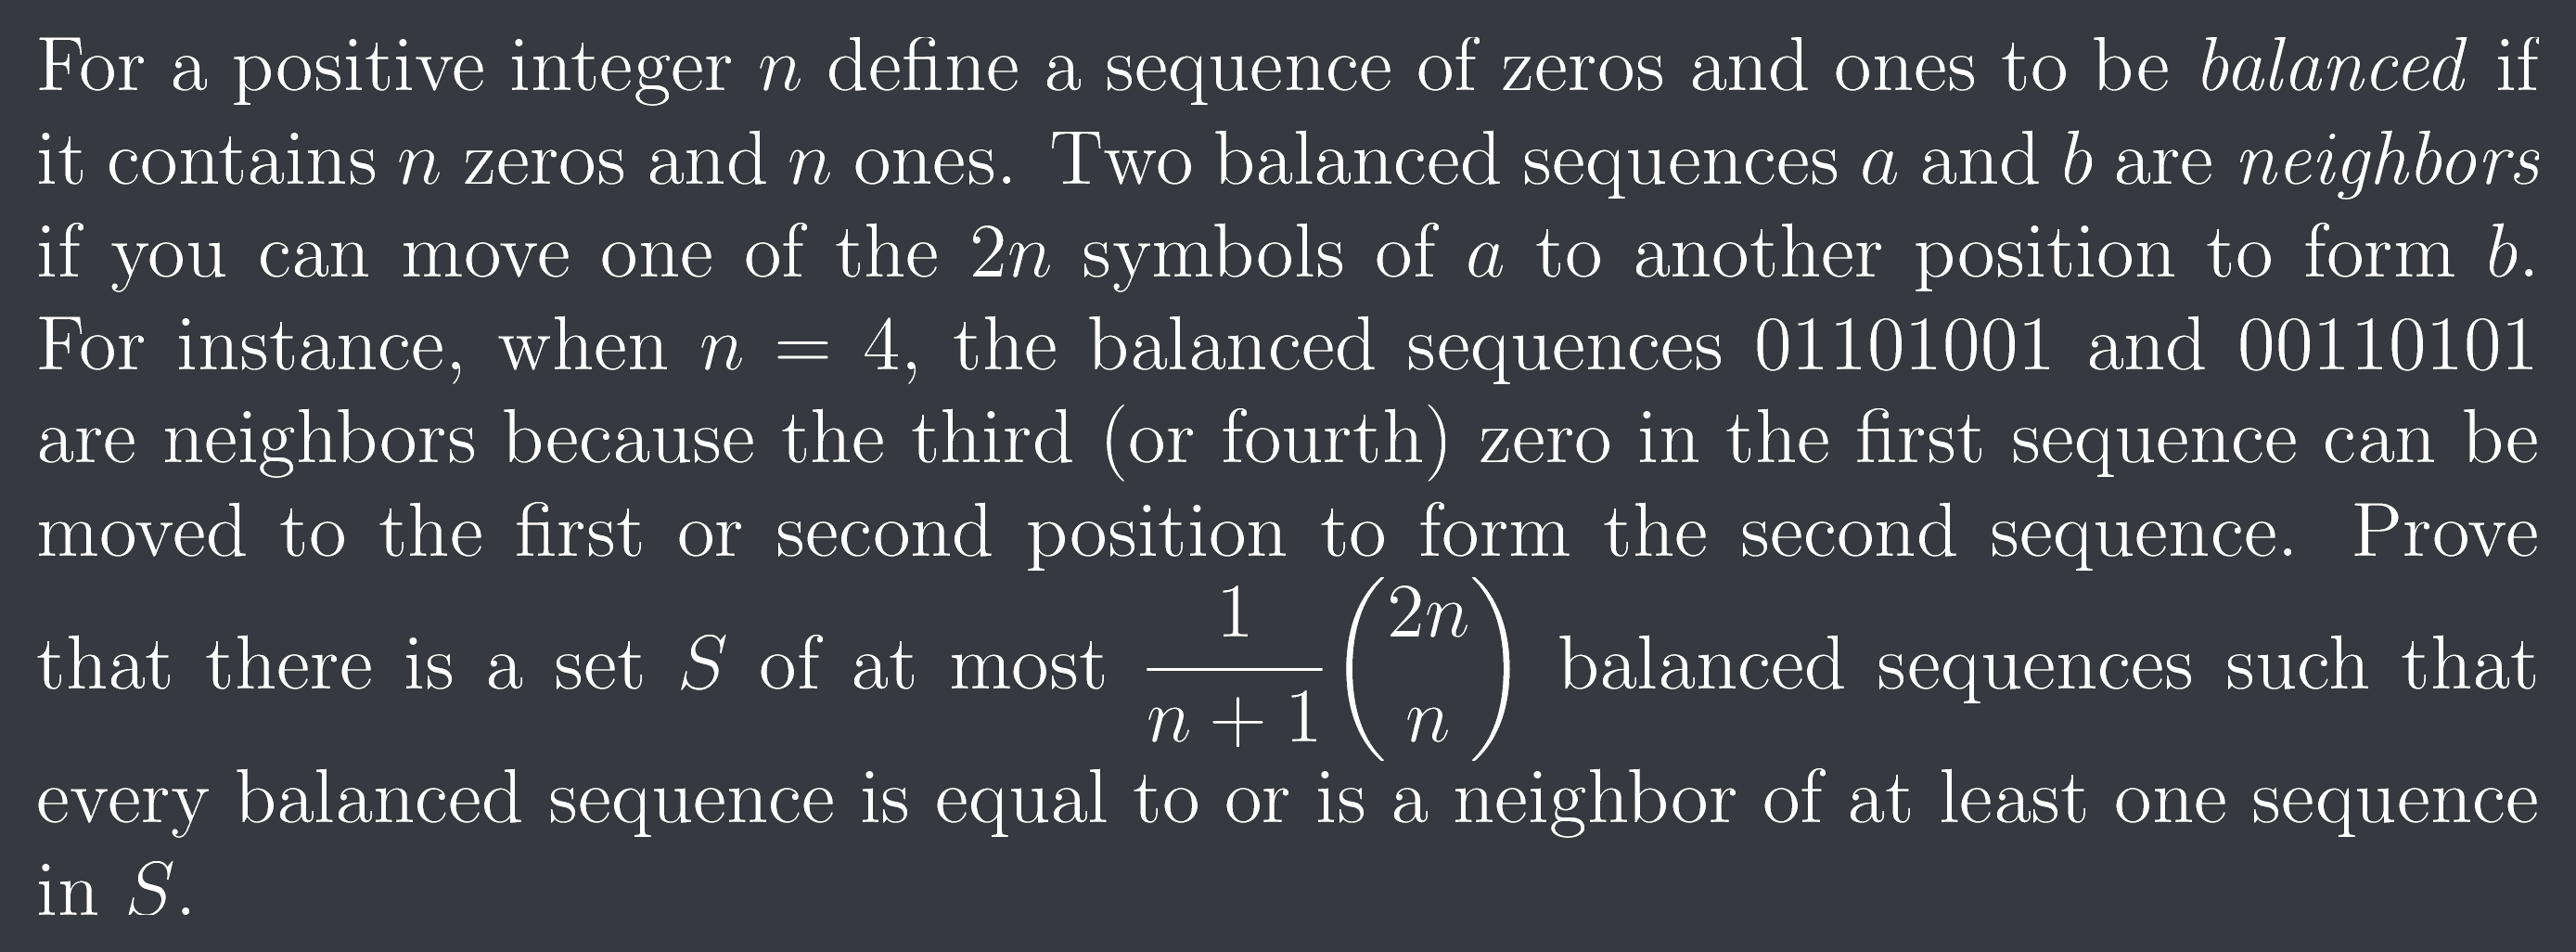 For a positive integer n define a sequence of zeros and ones to be balanced if
it contains n zeros and n ones. Two balanced sequences a and b are neighbors
if you can move one of the 2n symbols of a to another position to form b.
For instance, when n = 4, the balanced sequences 01101001 and 00110101
are neighbors because the third (or fourth) zero in the first sequence can be
moved to the first or second position to form the second sequence. Prove
that there is a set S of at most \frac{1}{n+1}\binom{2n}{n} balanced sequences such that
every balanced sequence is equal to or is a neighbor of at least one sequence
in S.